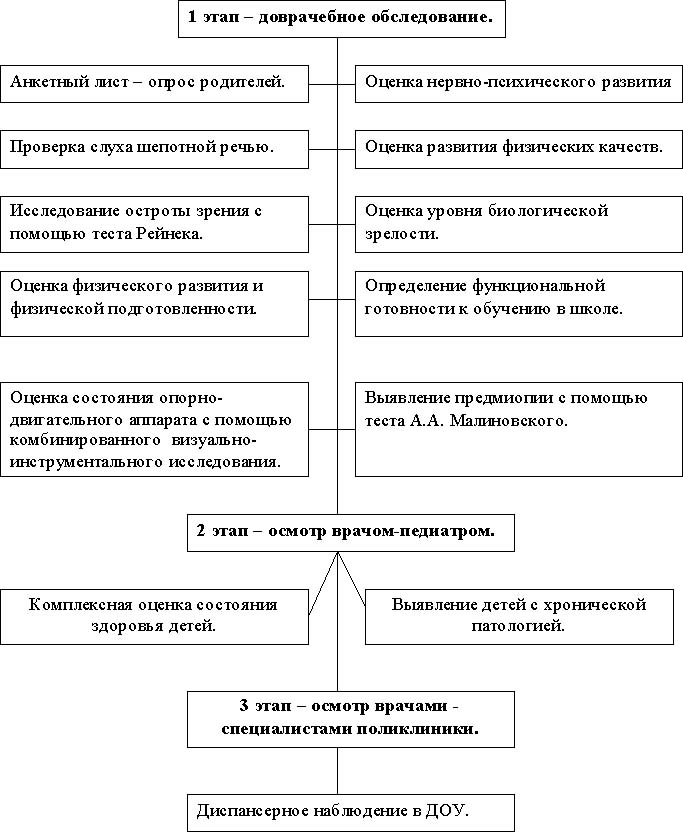 1 этап – доврачебное обследование.
Анкетный лист – опрос родителей.
Оценка нервно-психического развития
Проверка слуха шепотной речью.
Оценка развития физических качеств.
Исследование остроты зрения с
помощью теста Рейнека.
Оценка уровня биологической
зрелости.
Оценка физического развития и
физической подготовленности.
Определение функциональной
готовности к обучению в школе.
Оценка состояния опорно-
двигательного аппарата с помощью
комбинированного визуально-
инструментального исследования.
Выявление предмиопии с помощью
теста А.А. Малиновского.
2 этап – осмотр врачом-педиатром.
Комплексная оценка состояния
здоровья детей.
Выявление детей с хронической
патологией.
3 этап – осмотр врачами -
специалистами поликлиники.
Диспансерное наблюдение в ДОУ.